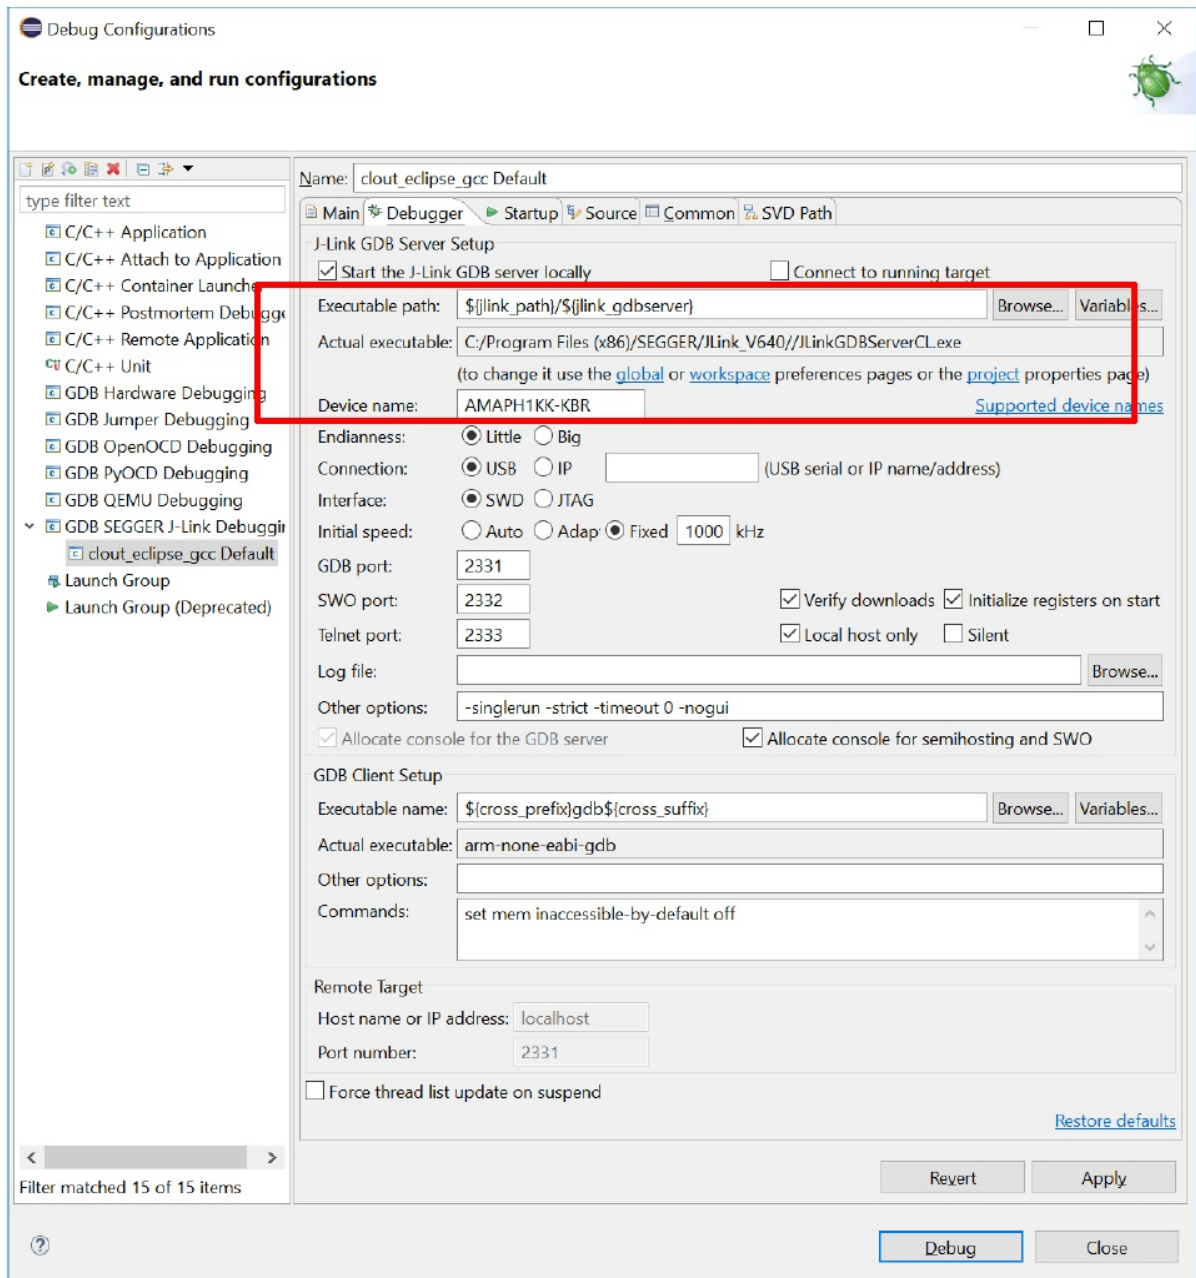 Debug Configurations
Create, manage, and run configurations
type filter text
C/C++ Application
C/C++ Attach to Application
C/C++ Container Launche
C/C++ Postmortem Debugge
C/C++ Remote Application
C/C++ Unit
GDB Hardware Debugging
GDB Jumper Debugging
GDB OpenOCD Debugging
GDB PyOCD Debugging
GDB QEMU Debugging
GDB SEGGER J-Link Debuggin
clout_eclipse_gcc Default
Launch Group
Launch Group (Deprecated)
Filter matched 15 of 15 items
Name: clout_eclipse_gcc Default
Main Debugger Startup Source Common SVD Path
J-Link GDB Server Setup
Start the J-Link GDB server locally Connect to running target
Executable path: ${jlink_path}/${jlink_gdbserver} Browse... Variables...
Actual executable: C:/Program Files (x86)/SEGGER/JLink_V640//JLinkGDBServerCL.exe
(to change it use the global or workspace preferences pages or the project properties page)
Device name: AMAPH1KK-KBR Supported device names
Endianness: Little Big
Connection: USB IP (USB serial or IP name/address)
Interface: SWD JTAG
Initial speed: Auto Adap Fixed 1000 kHz
GDB port: 2331
SWO port: 2332 Verify downloads Initialize registers on start
Telnet port: 2333 Local host only Silent
Log file: Browse...
Other options: -singlerun -strict -timeout 0 -nogui
Allocate console for the GDB server Allocate console for semihosting and SWO
GDB Client Setup
Executable name: ${cross_prefix}gdb${cross_suffix} Browse... Variables...
Actual executable: arm-none-eabi-gdb
Other options:
Commands: set mem inaccessible-by-default off
Remote Target
Host name or IP address: localhost
Port number: 2331
Force thread list update on suspend
Restore defaults
Revert Apply
Debug Close